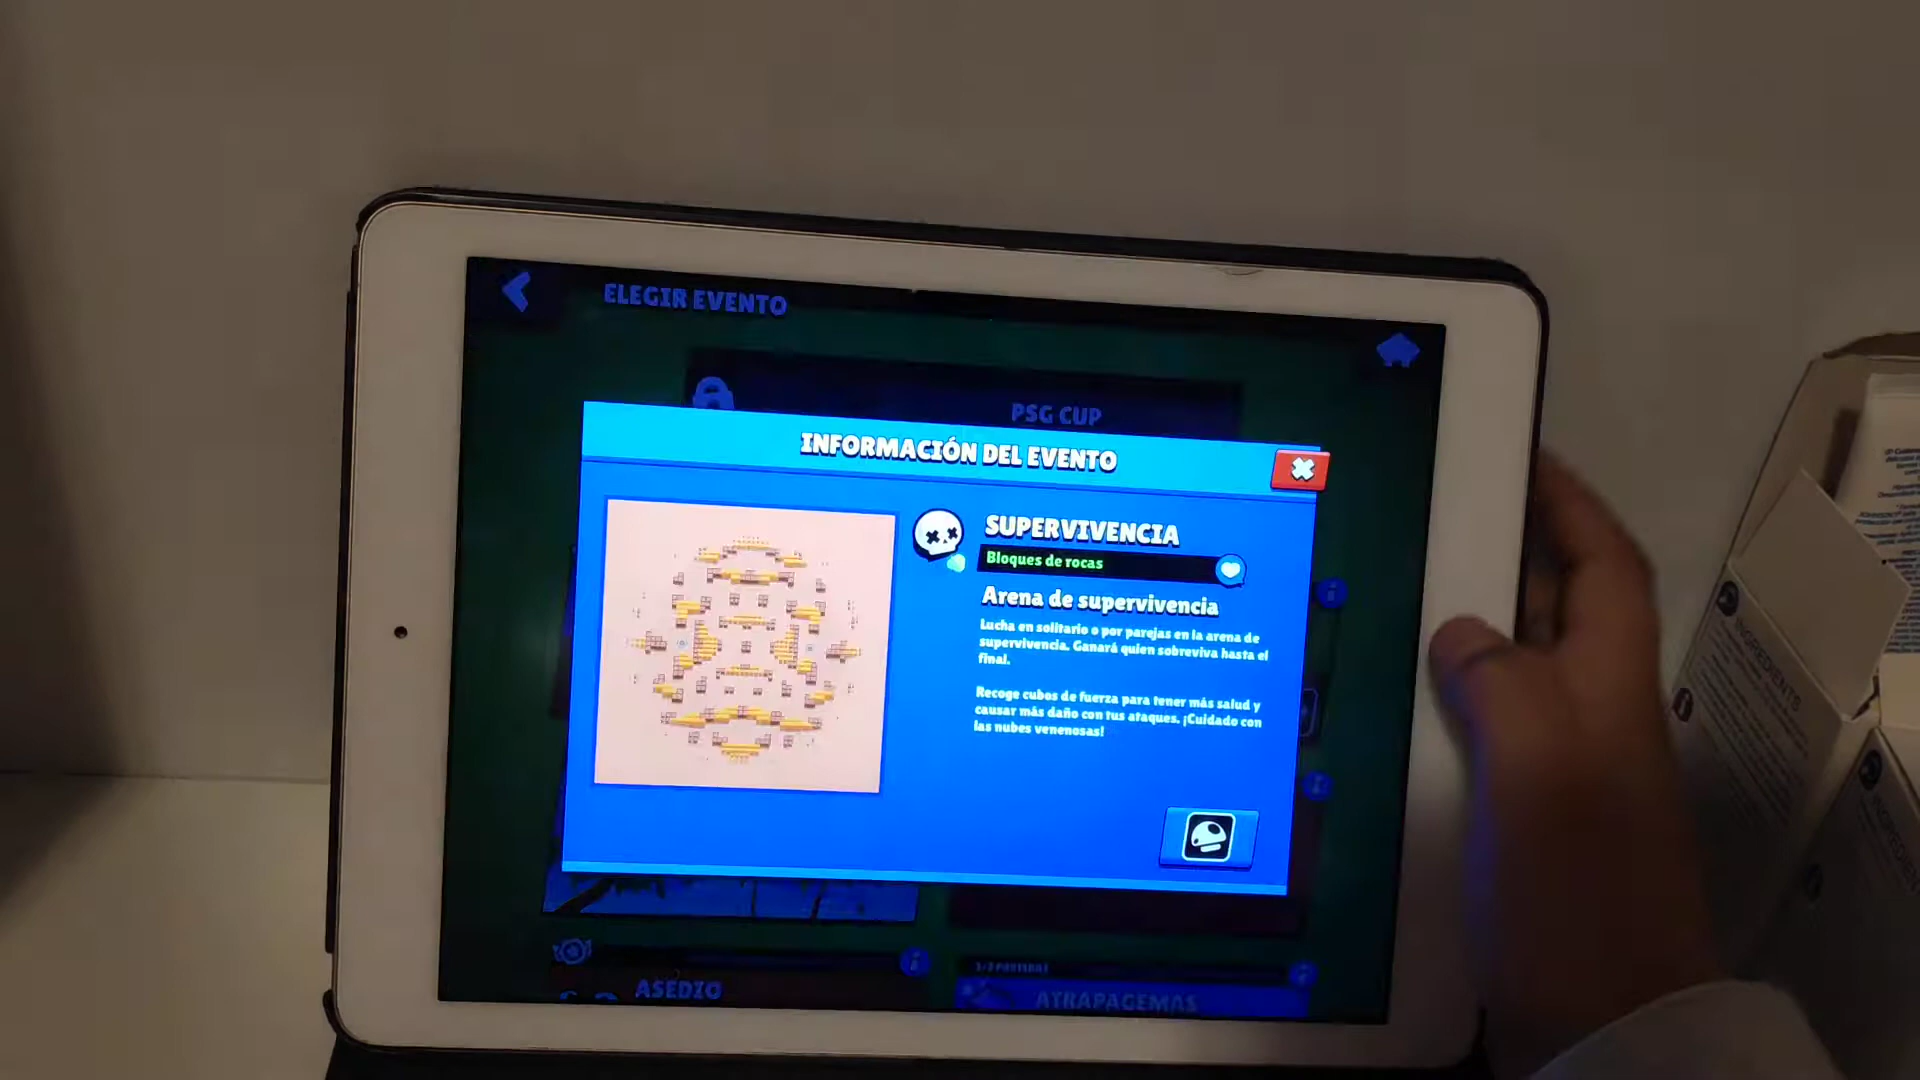 ELEGIR EVENTO
PSG CUP
INFORMACIÓN DEL EVENTO
SUPERVIVENCIA
Bloques de rocas
Arena de supervivencia
Lucha en solitario o por parejas en la arena de
supervivencia. Ganará quien sobreviva hasta el
final.
Recoge cubos de fuerza para tener más salud y
causar más daño con tus ataques. ¡Cuidado con
las nubes venenosas!
ASEDIO
ATRAPAGEMAS
INGREDIENTS